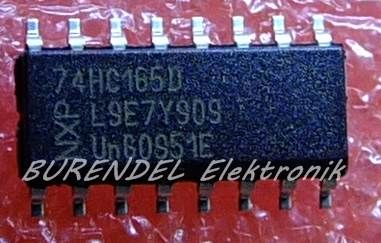 74HC165D
NXP
L9E7Y909
Un60951E
BURENDEL Elektronik